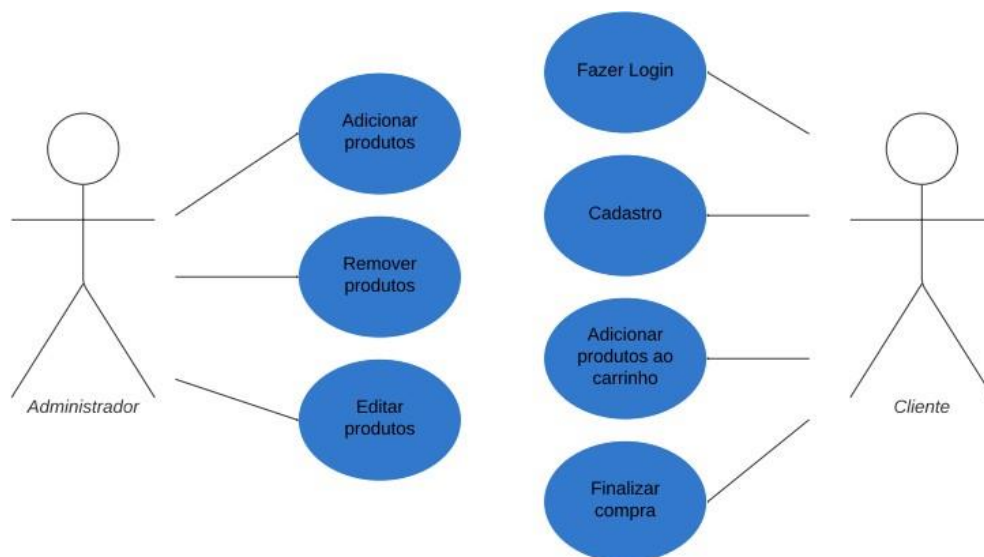 Fazer Login
Adicionar
produtos
Cadastro
Remover
produtos
Adicionar
produtos ao
carrinho
Administrador
Editar
produtos
Cliente
Finalizar
compra